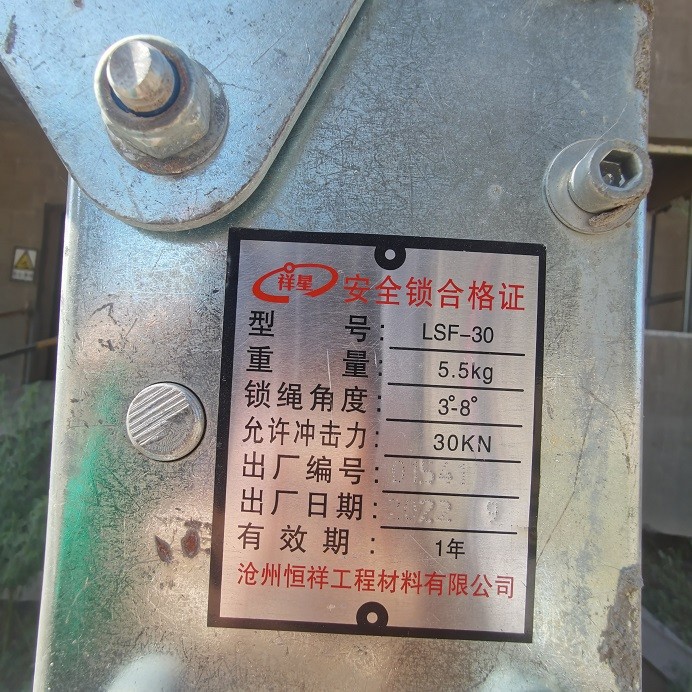 祥星 安全锁合格证
型号: LSF-30
重量: 5.5kg
锁绳角度: 3°-8°
允许冲击力: 30KN
出厂编号:
出厂日期: 2022 9
有效期: 1年
沧州恒祥工程材料有限公司